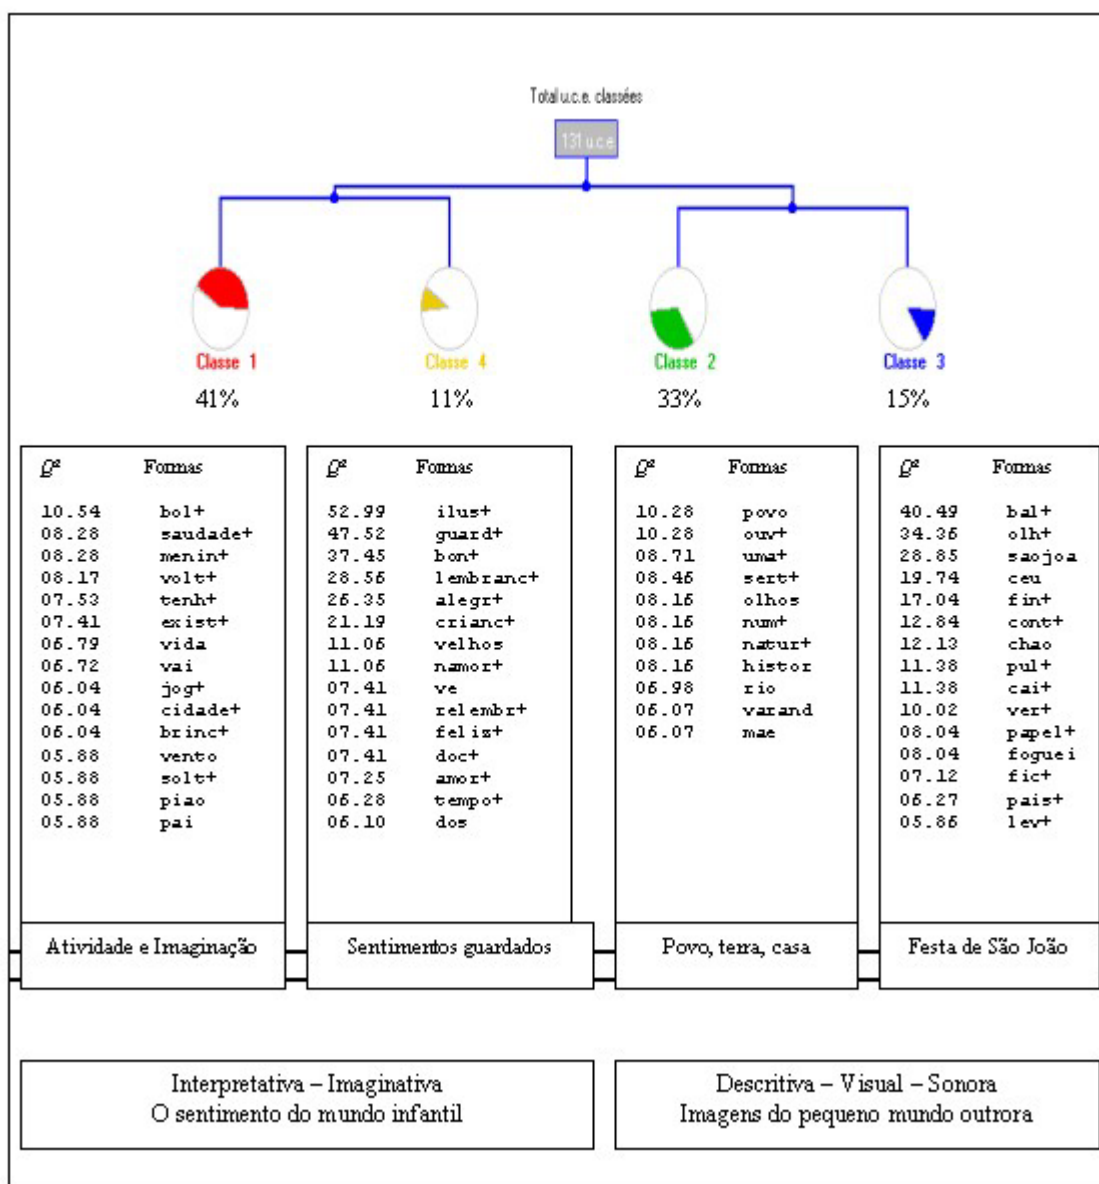 Total u.c.e. classées
131 u.c.e
Classe 1
Classe 4
Classe 2
Classe 3
41%
11%
33%
15%
Ω² Formas
10.54 bol+
08.28 saudade+
08.28 menin+
08.17 volt+
07.53 tenh+
07.41 exist+
06.79 vida
06.72 vai
06.04 jog+
06.04 cidade+
06.04 brinc+
05.88 vento
05.88 solt+
05.88 piao
05.88 pai
Atividade e Imaginação
Ω² Formas
52.99 ilus+
47.52 guard+
37.45 bon+
28.56 lembranc+
26.35 alegr+
21.19 crianc+
11.06 velhos
11.06 namor+
07.41 ve
07.41 relembr+
07.41 felis+
07.41 doc+
07.25 amor+
06.28 tempo+
06.10 dos
Sentimentos guardados
Ω² Formas
10.28 povo
10.28 ouv+
08.71 uma+
08.46 sert+
08.16 olhos
08.16 num+
08.16 natur+
08.16 histor
06.98 rio
06.07 varand
06.07 mae
Povo, terra, casa
Ω² Formas
40.49 bal+
34.36 olh+
28.85 saojoa
19.74 ceu
17.04 fin+
12.84 cont+
12.13 chao
11.38 pul+
11.38 cai+
10.02 ver+
08.04 papel+
08.04 foguei
07.12 fic+
06.27 pais+
05.86 lev+
Festa de São João
Interpretativa – Imaginativa
O sentimento do mundo infantil
Descritiva – Visual – Sonora
Imagens do pequeno mundo outrora